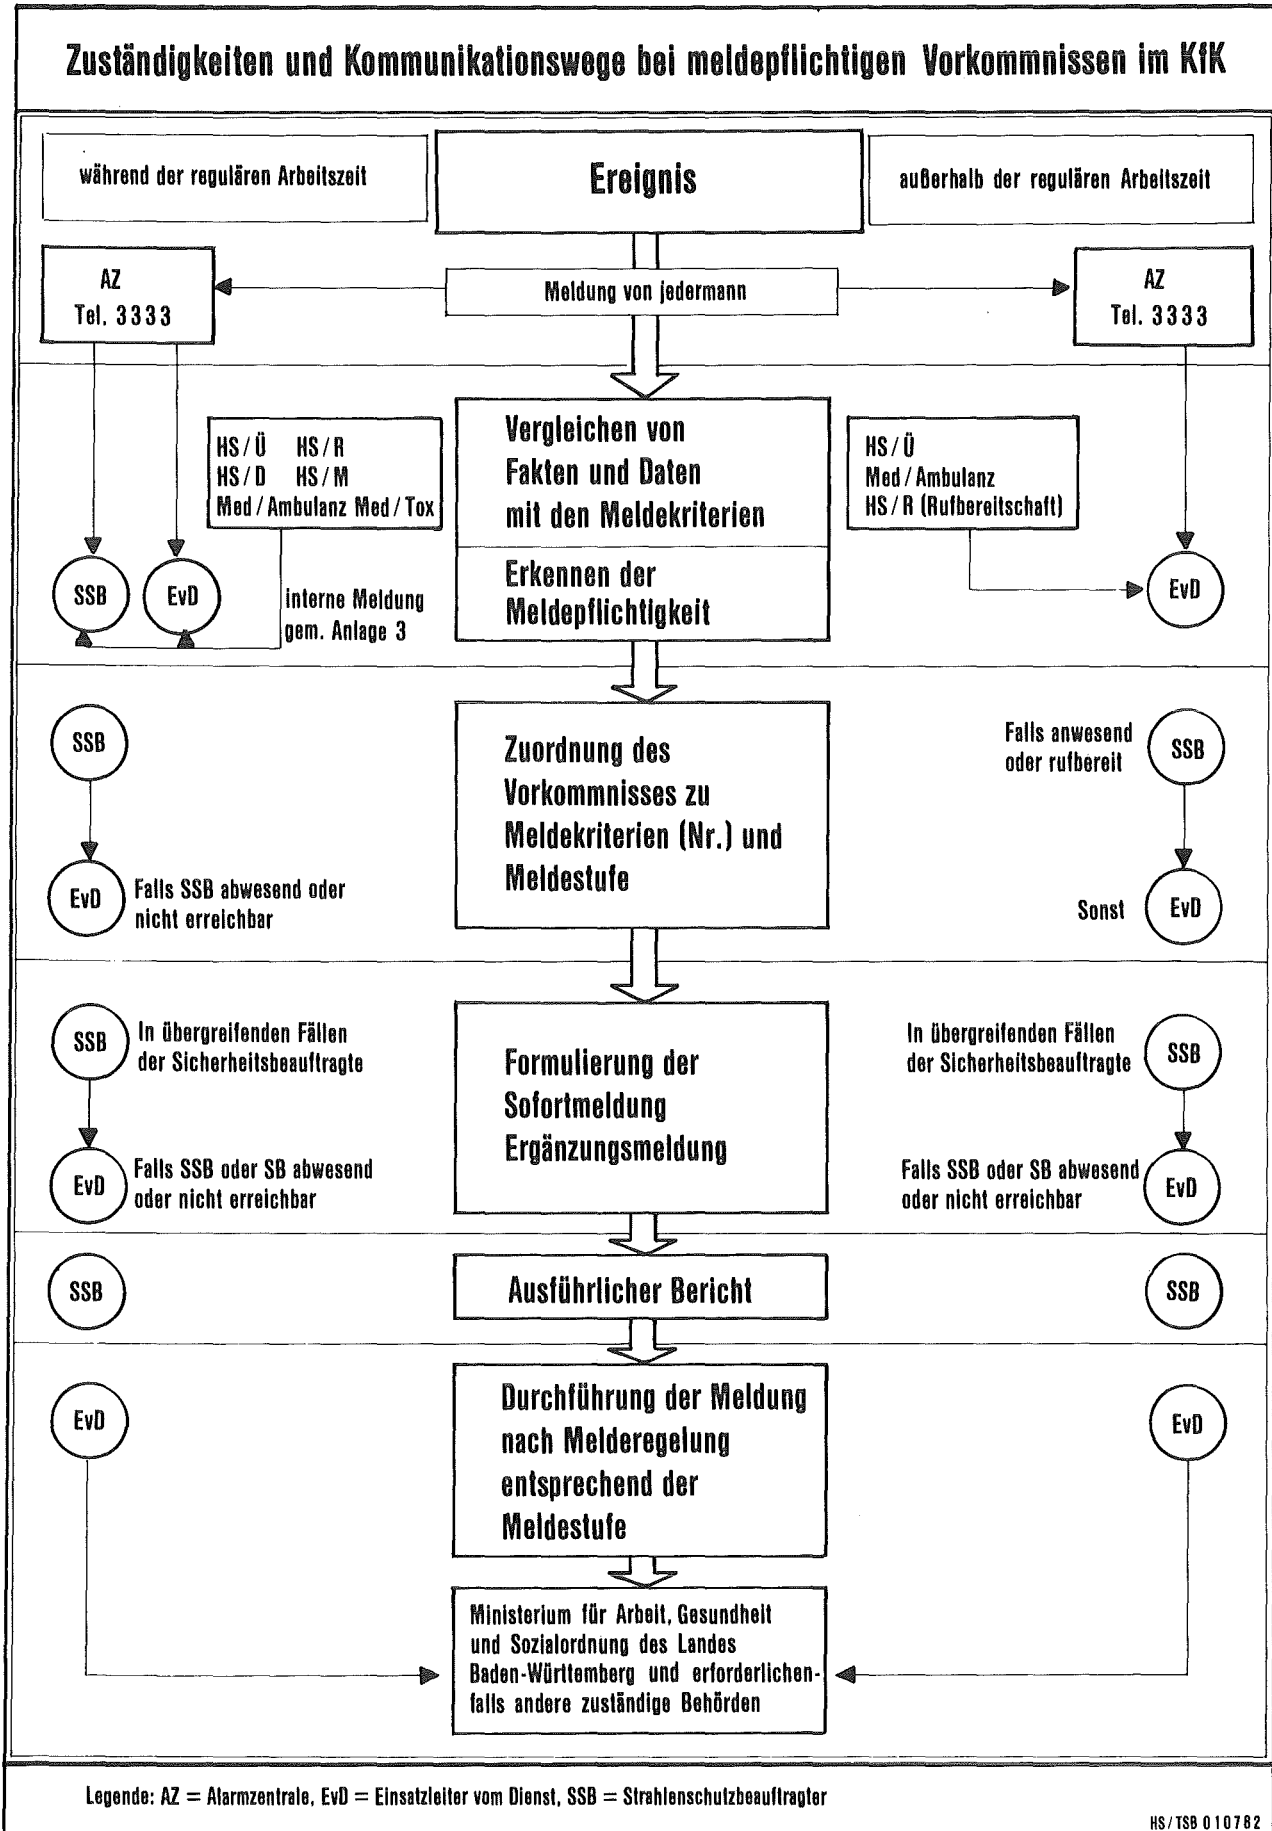 Zuständigkeiten und Kommunikationswege bei meldepflichtigen Vorkommnissen im KfK
während der regulären Arbeitszeit
Ereignis
außerhalb der regulären Arbeitszeit
AZ
Tel. 3333
Meldung von jedermann
AZ
Tel. 3333
HS/Ü HS/R
HS/D HS/M
Med/Ambulanz Med/Tox
SSB
EvD
interne Meldung
gem. Anlage 3
Vergleichen von
Fakten und Daten
mit den Meldekriterien
Erkennen der
Meldepflichtigkeit
HS/Ü
Med/Ambulanz
HS/R (Rufbereitschaft)
EvD
SSB
EvD
Falls SSB abwesend oder
nicht erreichbar
Zuordnung des
Vorkommnisses zu
Meldekriterien (Nr.) und
Meldestufe
Falls anwesend
oder rufbereit
SSB
Sonst
EvD
SSB
In übergreifenden Fällen
der Sicherheitsbeauftragte
EvD
Falls SSB oder SB abwesend
oder nicht erreichbar
Formulierung der
Sofortmeldung
Ergänzungsmeldung
In übergreifenden Fällen
der Sicherheitsbeauftragte
SSB
Falls SSB oder SB abwesend
oder nicht erreichbar
EvD
SSB
Ausführlicher Bericht
SSB
EvD
Durchführung der Meldung
nach Melderegelung
entsprechend der
Meldestufe
EvD
Ministerium für Arbeit, Gesundheit
und Sozialordnung des Landes
Baden-Württemberg und erforderlichen-
falls andere zuständige Behörden
Legende: AZ = Alarmzentrale, EvD = Einsatzleiter vom Dienst, SSB = Strahlenschutzbeauftragter
HS/TSB 010782